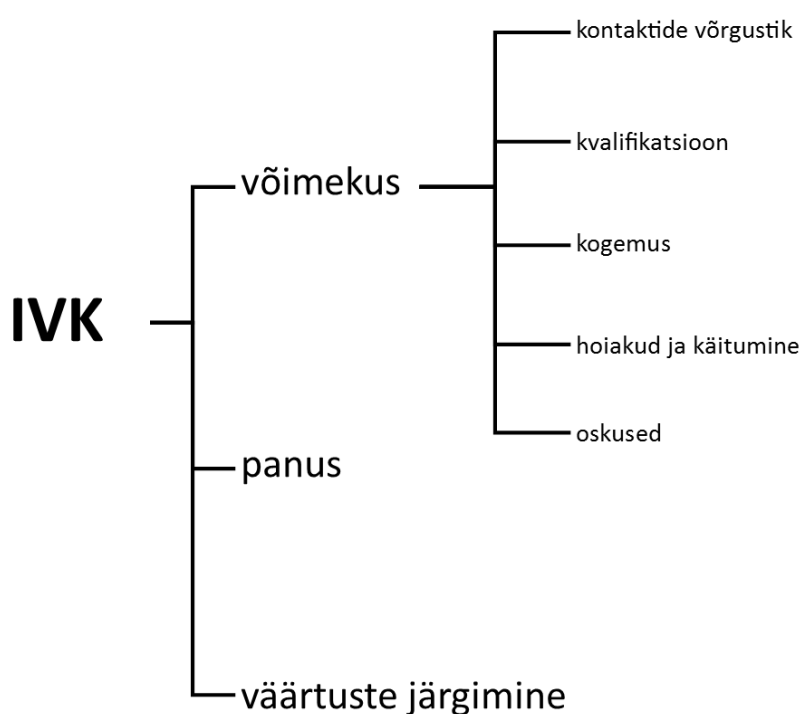 IVK
võimekus
kontaktide võrgustik
kvalifikatsioon
kogemus
hoiakud ja käitumine
oskused
panus
väärtuste järgimine